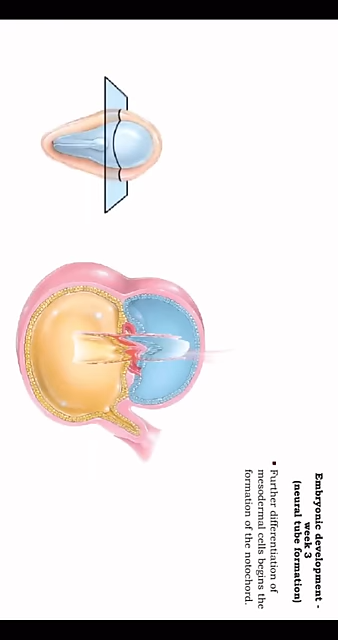 Embryonic development -
week 3
(neural tube formation)
▪ Further differentiation of
mesodermal cells begins the
formation of the notochord.